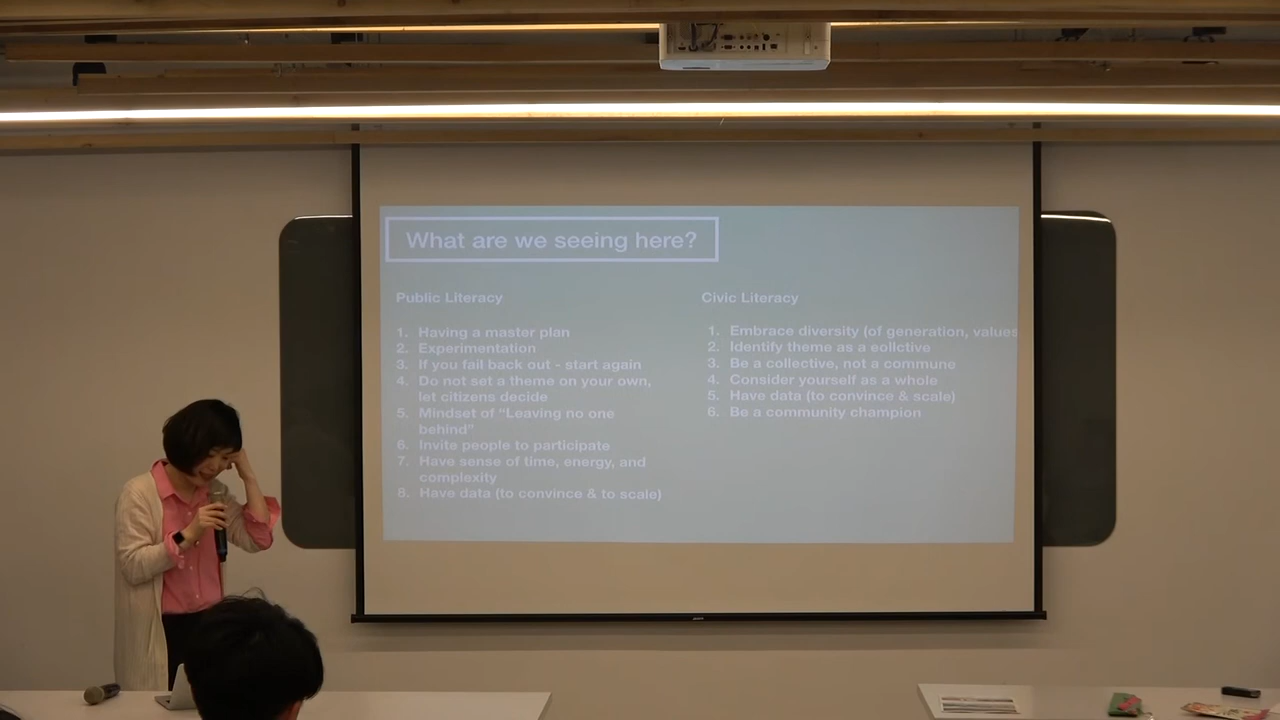 What are we seeing here?
Public Literacy
1. Having a master plan
2. Experimentation
3. If you fail back out - start again
4. Do not set a theme on your own,
let citizens decide
5. Mindset of “Leaving no one
behind”
6. Invite people to participate
7. Have sense of time, energy, and
complexity
8. Have data (to convince & to scale)
Civic Literacy
1. Embrace diversity (of generation, values
2. Identify theme as a eollctive
3. Be a collective, not a commune
4. Consider yourself as a whole
5. Have data (to convince & scale)
6. Be a community champion